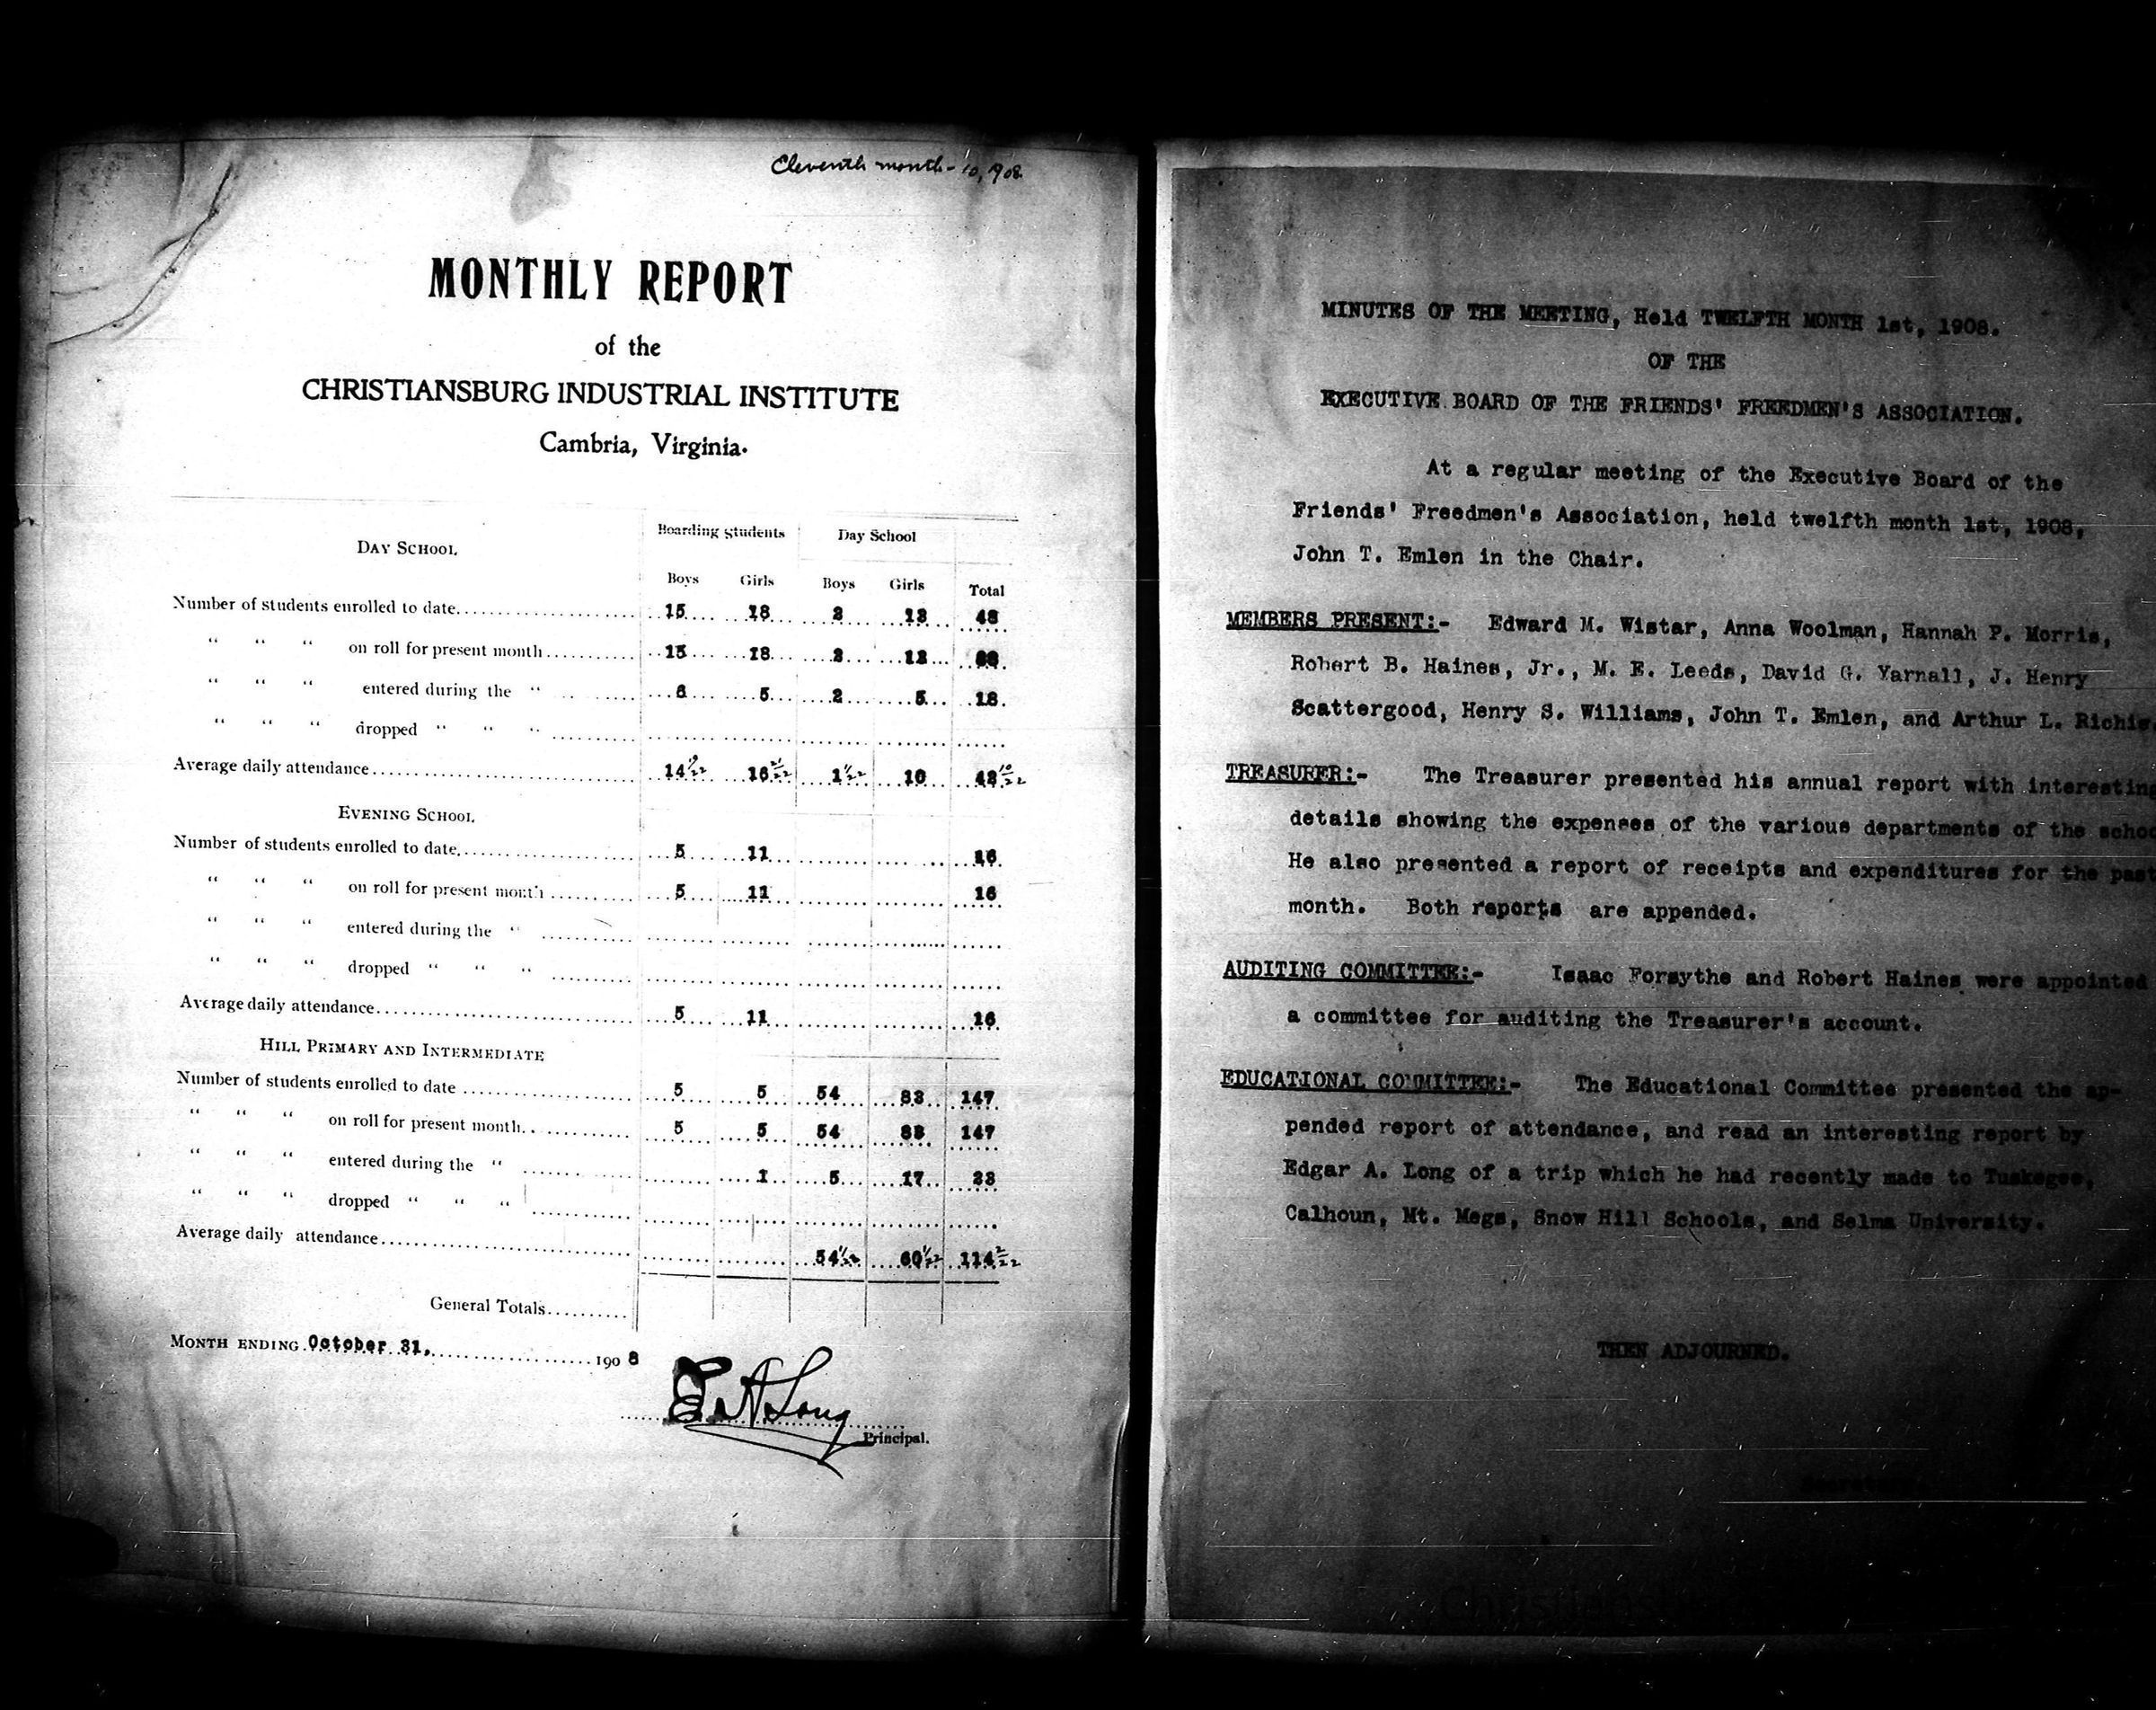 Eleventh month - 10, 1908
MONTHLY REPORT
of the
CHRISTIANSBURG INDUSTRIAL INSTITUTE
Cambria, Virginia.
DAY SCHOOL Boarding students Day School
Boys Girls Boys Girls Total
Number of students enrolled to date 15 18 2 13 48
" " " on roll for present month 15 18 2 13
" " " entered during the " 6 5 2 5 18
" " " dropped " " "
Average daily attendance 14 16 1 10
EVENING SCHOOL
Number of students enrolled to date 5 11 16
" " " on roll for present month 5 11 16
" " " entered during the "
" " " dropped " " "
Average daily attendance 5 11 16
HILL PRIMARY AND INTERMEDIATE
Number of students enrolled to date 5 5 54 83 147
" " " on roll for present month 5 5 54 83 147
" " " entered during the " 1 5 17 23
" " " dropped " " "
Average daily attendance 54 60 114
General Totals
MONTH ENDING October 31, 1908
E. A. Long
Principal.
MINUTES OF THE MEETING, Held TWELFTH MONTH 1st, 1908.
OF THE
EXECUTIVE BOARD OF THE FRIENDS' FREEDMEN'S ASSOCIATION.
At a regular meeting of the Executive Board of the
Friends' Freedmen's Association, held twelfth month 1st, 1908,
John T. Emlen in the Chair.
MEMBERS PRESENT:- Edward M. Wistar, Anna Woolman, Hannah P. Morris,
Robert B. Haines, Jr., M. E. Leeds, David G. Yarnall, J. Henry
Scattergood, Henry S. Williams, John T. Emlen, and Arthur L. Richie
TREASURER:- The Treasurer presented his annual report with interesting
details showing the expenses of the various departments of the schoo
He also presented a report of receipts and expenditures for the past
month. Both reports are appended.
AUDITING COMMITTEE:- Isaac Forsythe and Robert Haines were appointed
a committee for auditing the Treasurer's account.
EDUCATIONAL COMMITTEE:- The Educational Committee presented the ap-
pended report of attendance, and read an interesting report by
Edgar A. Long of a trip which he had recently made to Tuskegee,
Calhoun, Mt. Megs, Snow Hill Schools, and Selma University.
THEN ADJOURNED.
Secretary.